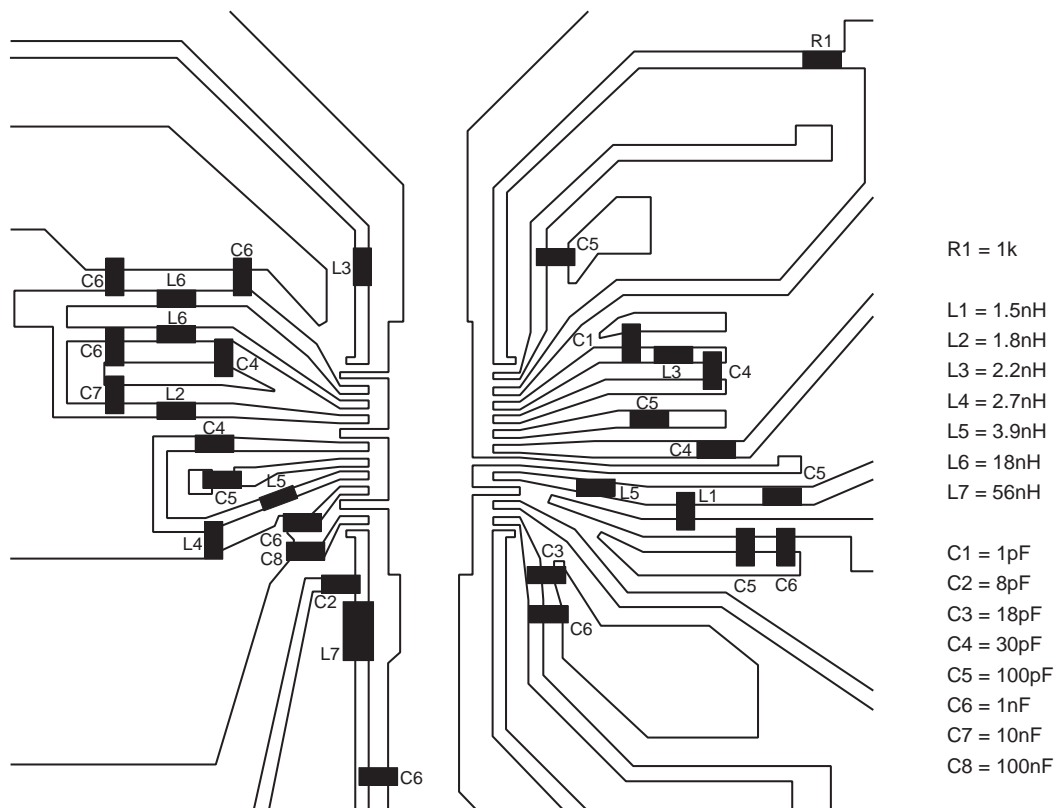 R1
C6
C5
L3
C6
L6
R1 = 1k
L6
L1 = 1.5nH
C1
C6
L2 = 1.8nH
C4
L3
C4
L3 = 2.2nH
C7
L2
L4 = 2.7nH
C5
C4
L5 = 3.9nH
C4
C5
L6 = 18nH
L5
C5
L5
L1
L7 = 56nH
C6
L4
C8
C3
C5
C6
C1 = 1pF
C2
C2 = 8pF
C3 = 18pF
C6
L7
C4 = 30pF
C5 = 100pF
C6 = 1nF
C7 = 10nF
C6
C8 = 100nF